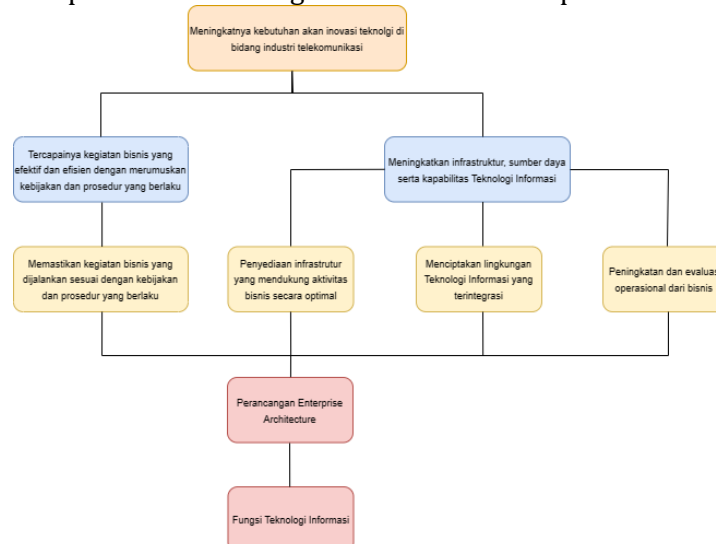 Meningkatnya kebutuhan akan inovasi teknolgi di
bidang industri telekomunikasi
Tercapainya kegiatan bisnis yang
efektif dan efisien dengan merumuskan
kebijakan dan prosedur yang berlaku
Meningkatkan infrastruktur, sumber daya
serta kapabilitas Teknologi Informasi
Memastikan kegiatan bisnis yang
dijalankan sesuai dengan kebijakan
dan prosedur yang berlaku
Penyediaan infrastrutur
yang mendukung aktivitas
bisnis secara optimal
Menciptakan lingkungan
Teknologi Informasi yang
terintegrasi
Peningkatan dan evaluas
operasional dari bisnis
Perancangan Enterprise
Architecture
Fungsi Teknologi Informasi